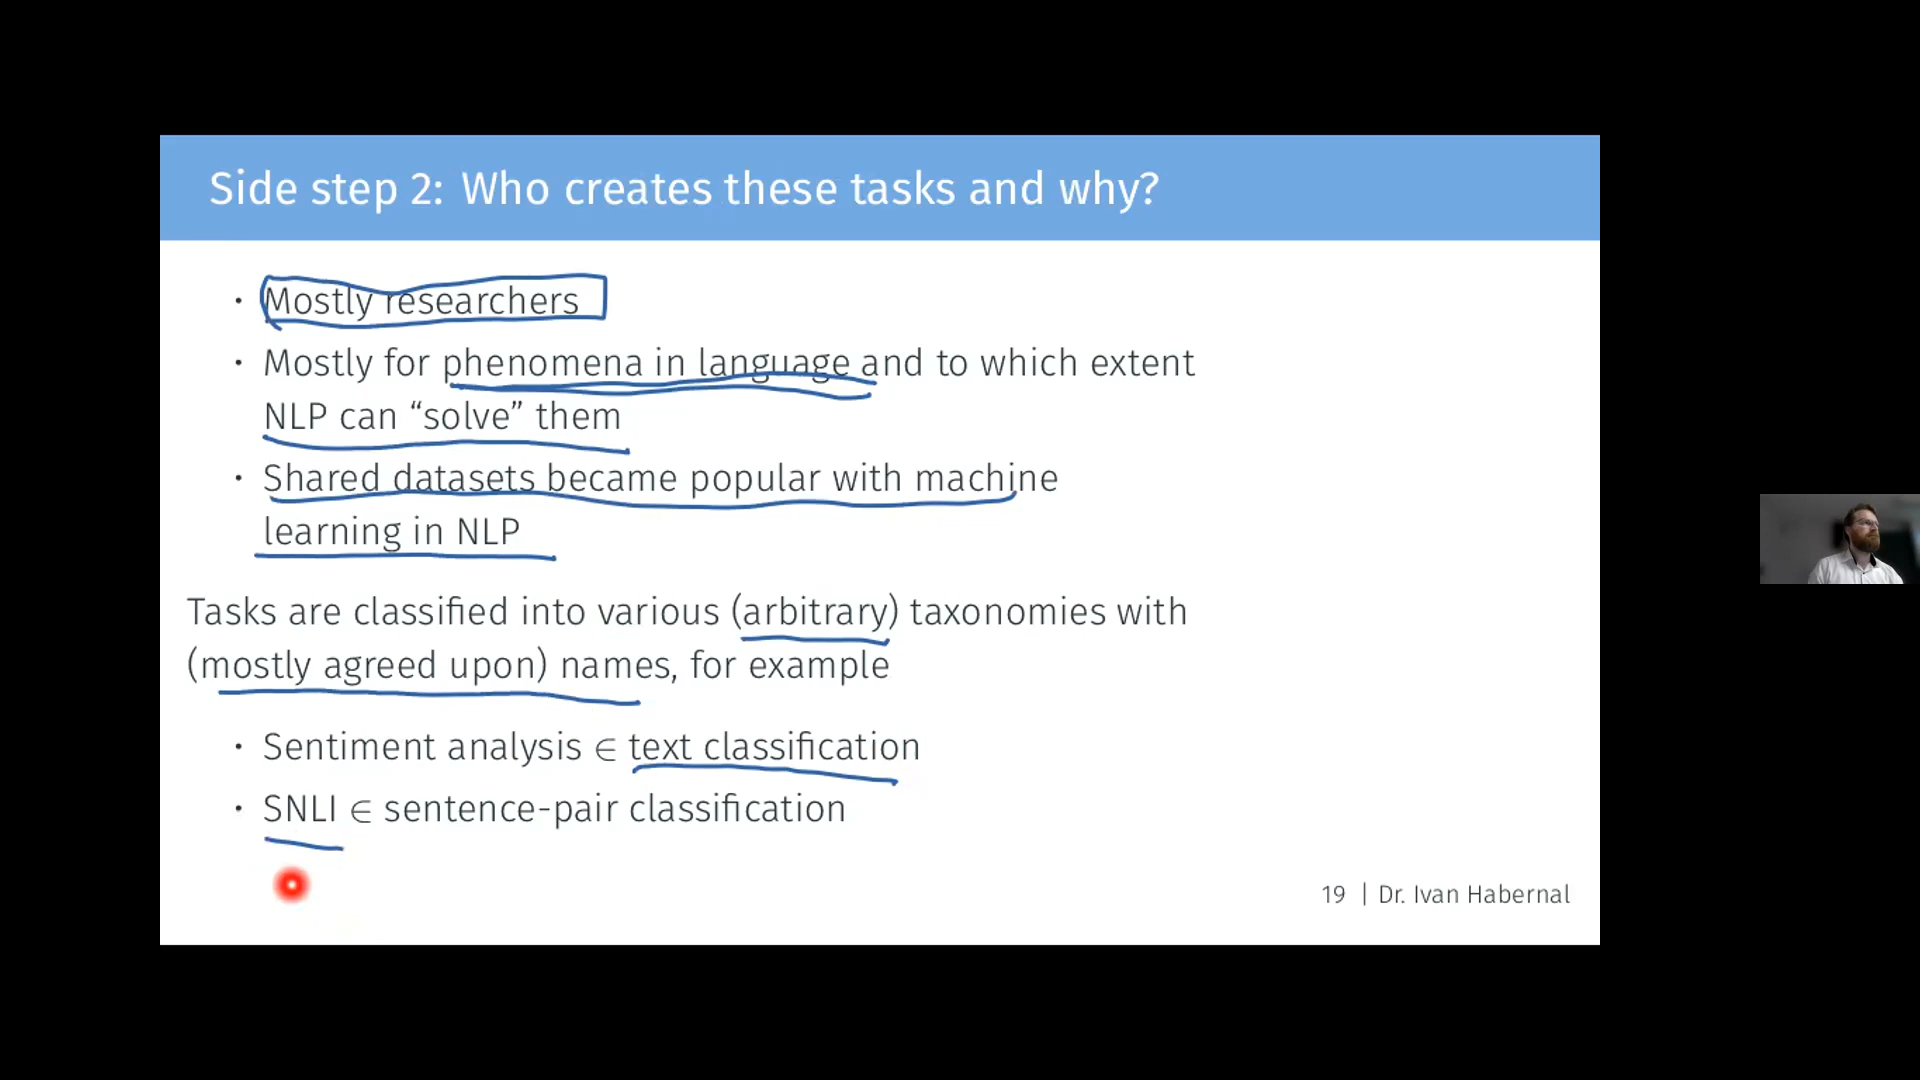 Side step 2: Who creates these tasks and why?
· Mostly researchers
· Mostly for phenomena in language and to which extent
NLP can “solve” them
· Shared datasets became popular with machine
learning in NLP
Tasks are classified into various (arbitrary) taxonomies with
(mostly agreed upon) names, for example
· Sentiment analysis ∈ text classification
· SNLI ∈ sentence-pair classification
19 | Dr. Ivan Habernal